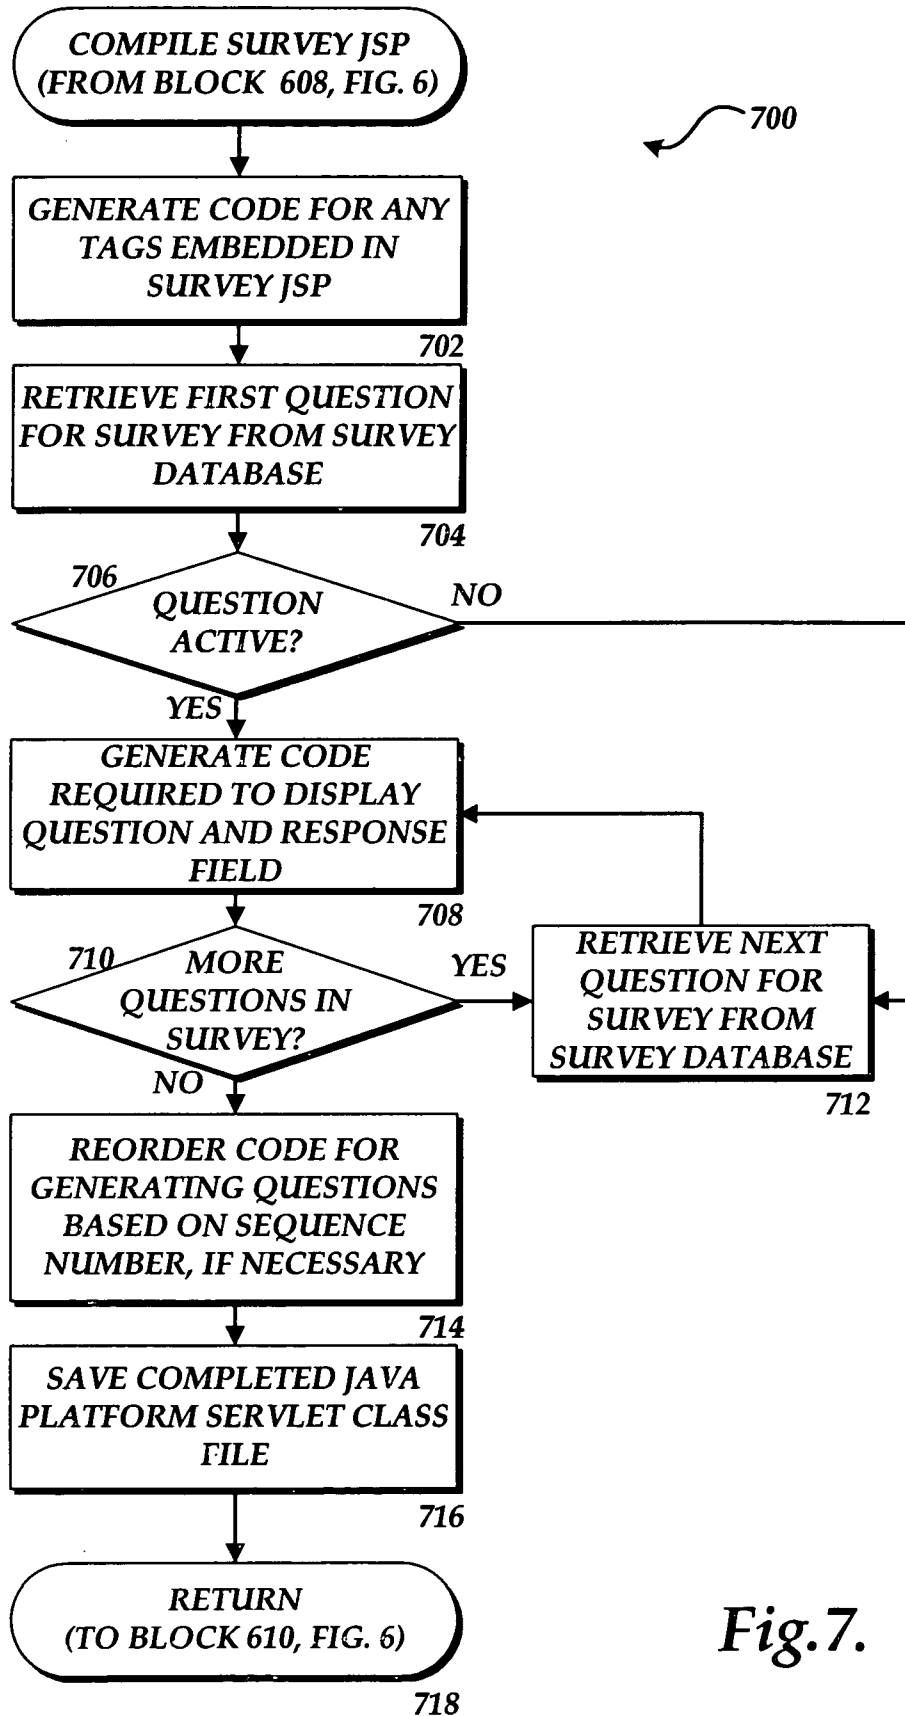 COMPILE SURVEY JSP
(FROM BLOCK 608, FIG. 6)
700
GENERATE CODE FOR ANY
TAGS EMBEDDED IN
SURVEY JSP
702
RETRIEVE FIRST QUESTION
FOR SURVEY FROM SURVEY
DATABASE
704
706
QUESTION
ACTIVE?
NO
YES
GENERATE CODE
REQUIRED TO DISPLAY
QUESTION AND RESPONSE
FIELD
708
710
MORE
QUESTIONS IN
SURVEY?
YES
NO
RETRIEVE NEXT
QUESTION FOR
SURVEY FROM
SURVEY DATABASE
712
REORDER CODE FOR
GENERATING QUESTIONS
BASED ON SEQUENCE
NUMBER, IF NECESSARY
714
SAVE COMPLETED JAVA
PLATFORM SERVLET CLASS
FILE
716
RETURN
(TO BLOCK 610, FIG. 6)
718
Fig.7.